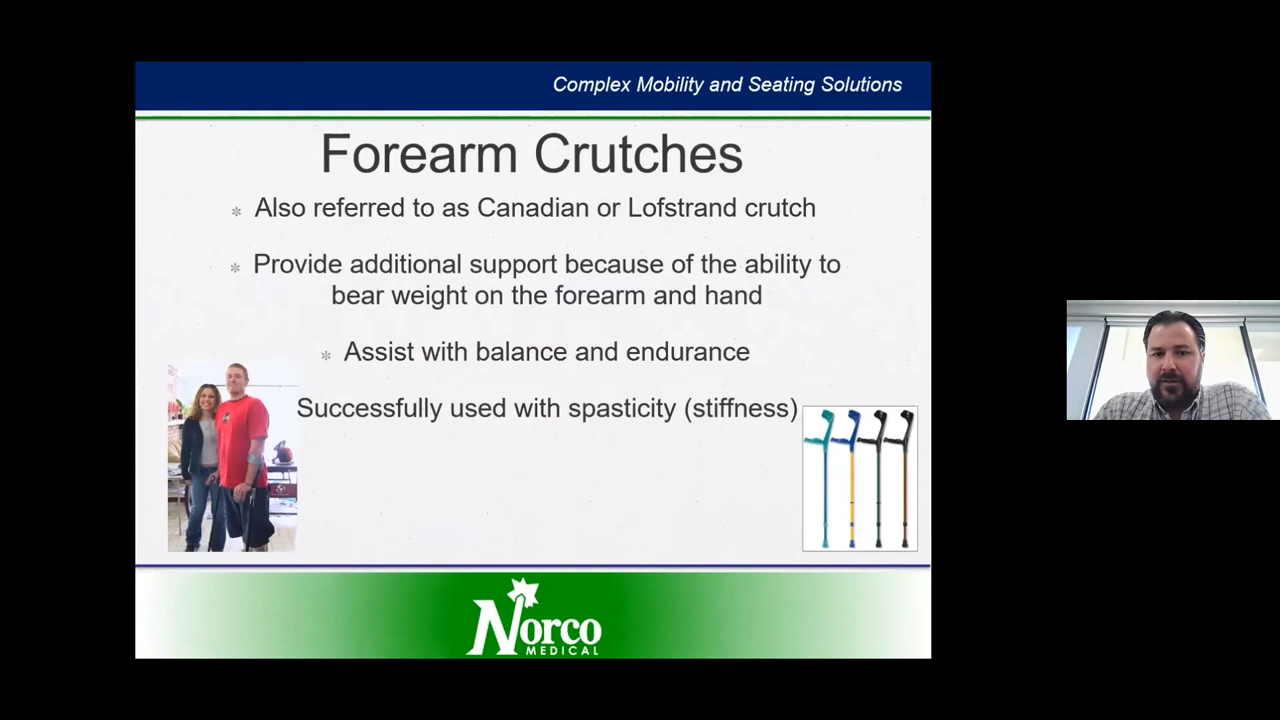 Complex Mobility and Seating Solutions
Forearm Crutches
* Also referred to as Canadian or Lofstrand crutch
* Provide additional support because of the ability to
bear weight on the forearm and hand
* Assist with balance and endurance
Successfully used with spasticity (stiffness)
Norco
MEDICAL